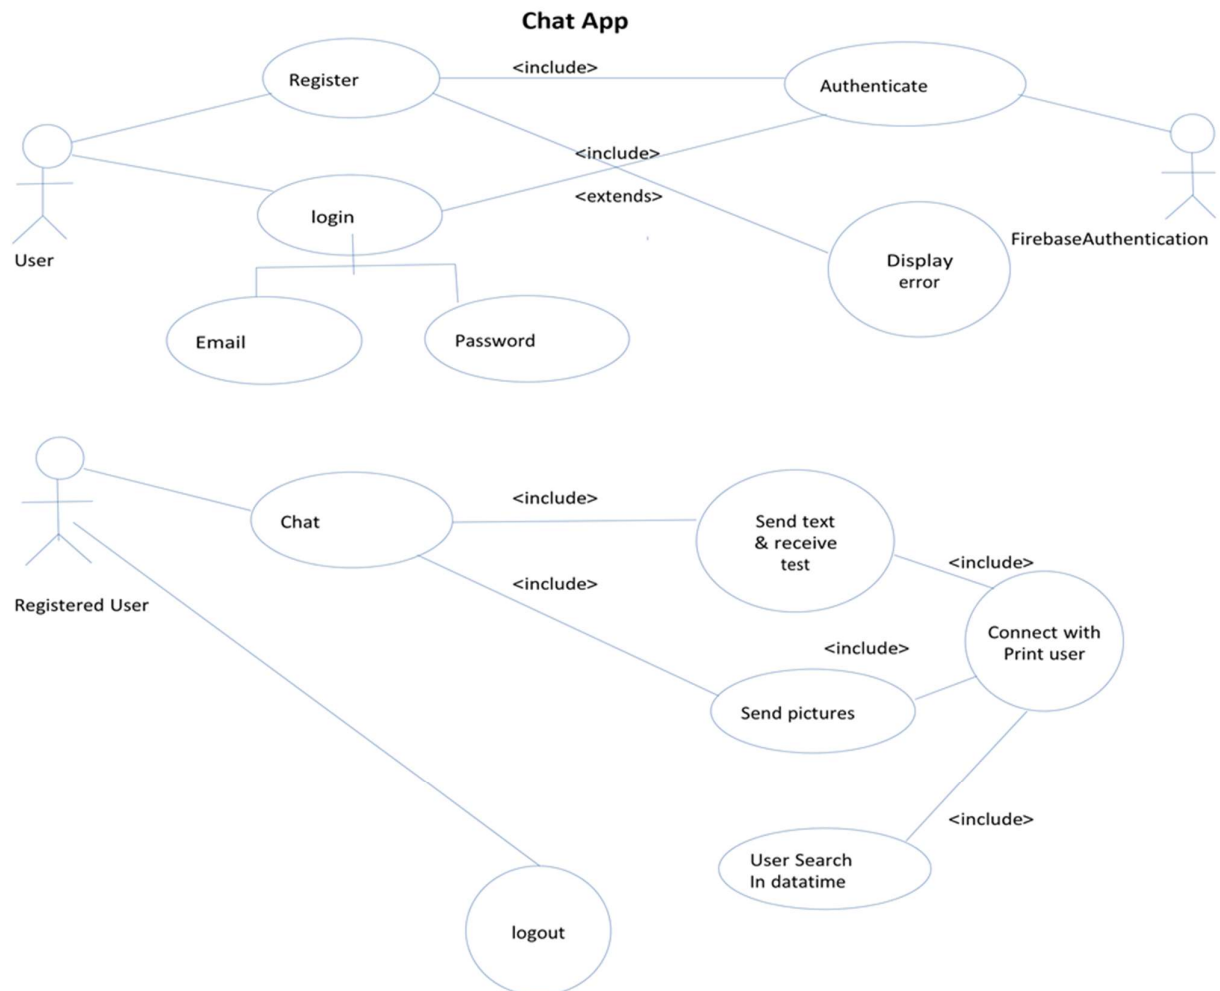 Chat App
Register
<include>
Authenticate
<include>
<extends>
login
User
FirebaseAuthentication
Display
error
Email
Password
Chat
<include>
Send text
& receive
test
<include>
<include>
Registered User
Connect with
Print user
<include>
Send pictures
<include>
User Search
In datatime
logout